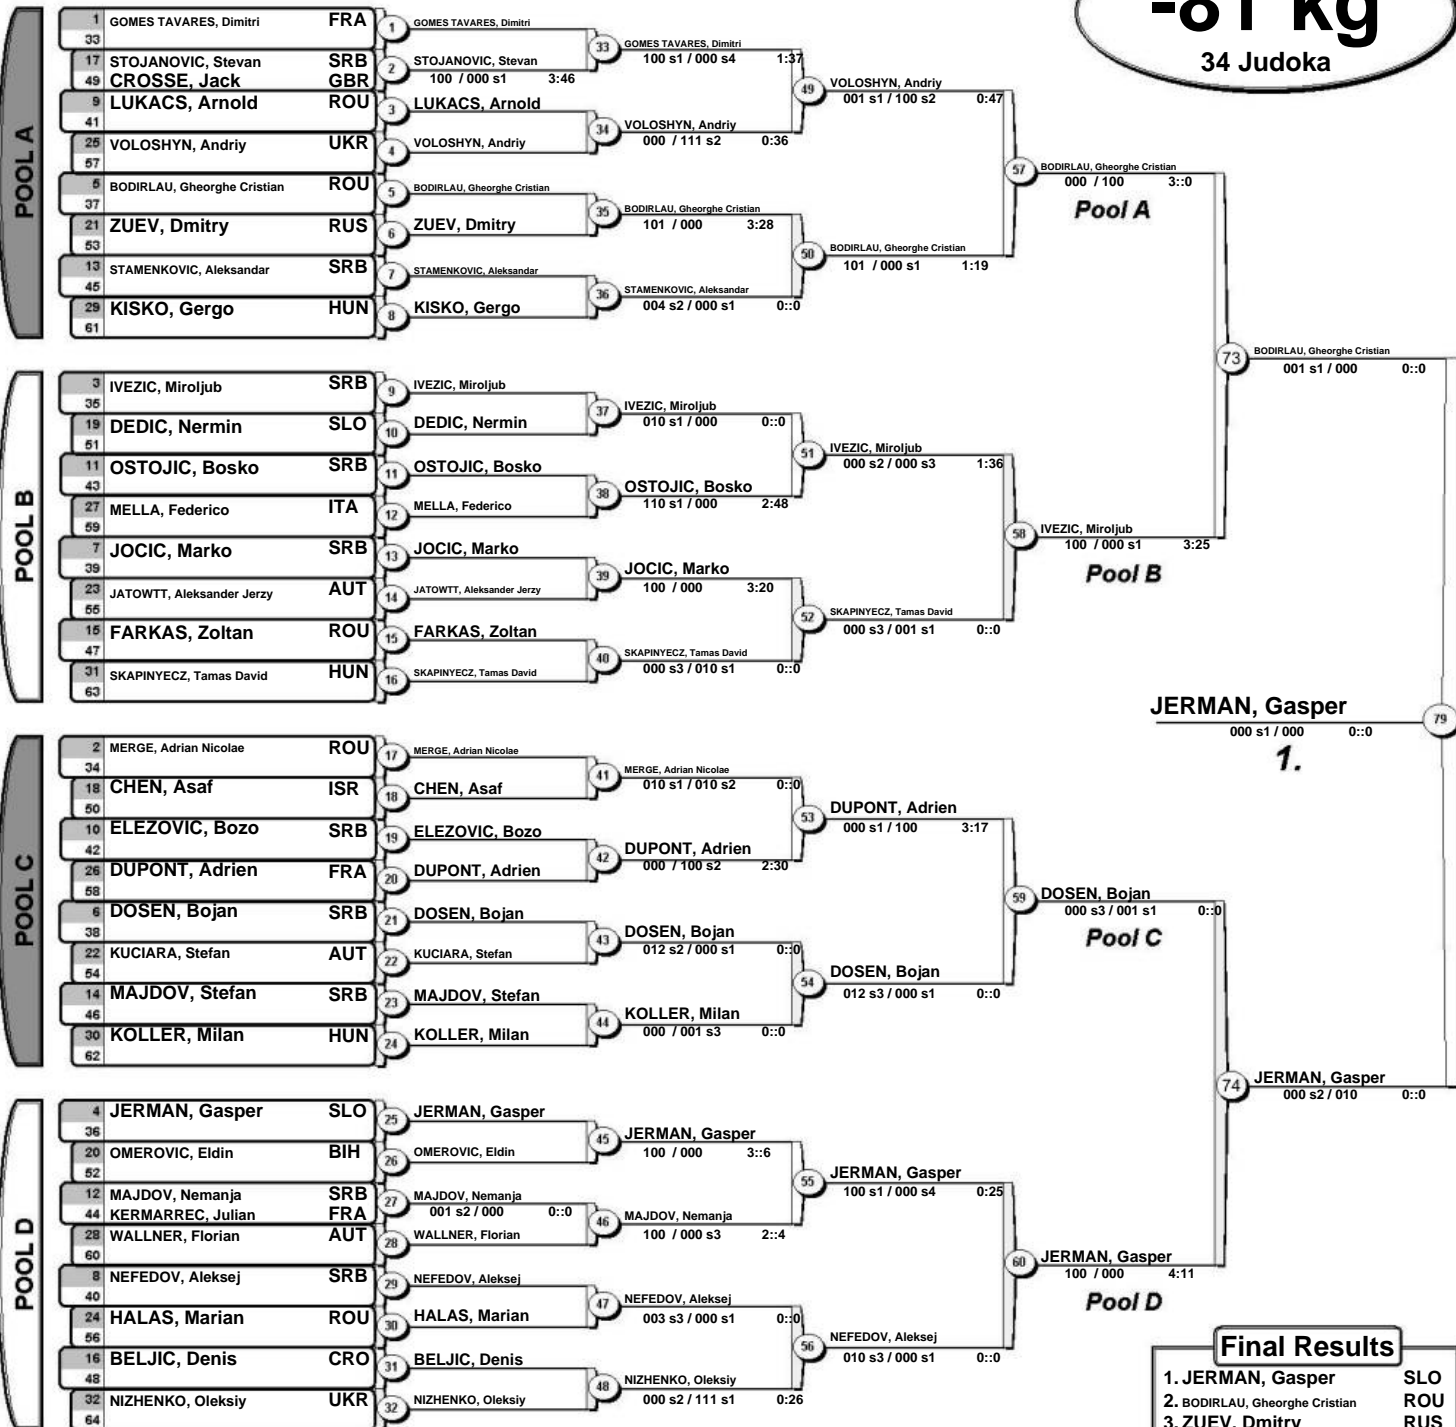 -81 kg
34 Judoka
POOL A
1 GOMES TAVARES, Dimitri FRA
33
17 STOJANOVIC, Stevan SRB
49 CROSSE, Jack GBR
9 LUKACS, Arnold ROU
41
25 VOLOSHYN, Andriy UKR
57
5 BODIRLAU, Gheorghe Cristian ROU
37
21 ZUEV, Dmitry RUS
53
13 STAMENKOVIC, Aleksandar SRB
45
29 KISKO, Gergo HUN
61
1 GOMES TAVARES, Dimitri
2 STOJANOVIC, Stevan
100 / 000 s1 3:46
3 LUKACS, Arnold
4 VOLOSHYN, Andriy
5 BODIRLAU, Gheorghe Cristian
6 ZUEV, Dmitry
7 STAMENKOVIC, Aleksandar
8 KISKO, Gergo
33 GOMES TAVARES, Dimitri
100 s1 / 000 s4 1:37
34 VOLOSHYN, Andriy
000 / 111 s2 0:36
35 BODIRLAU, Gheorghe Cristian
101 / 000 3:28
36 STAMENKOVIC, Aleksandar
004 s2 / 000 s1 0::0
49 VOLOSHYN, Andriy
001 s1 / 100 s2 0:47
50 BODIRLAU, Gheorghe Cristian
101 / 000 s1 1:19
57 BODIRLAU, Gheorghe Cristian
000 / 100 3::0
Pool A
POOL B
3 IVEZIC, Miroljub SRB
35
19 DEDIC, Nermin SLO
51
11 OSTOJIC, Bosko SRB
43
27 MELLA, Federico ITA
59
7 JOCIC, Marko SRB
39
23 JATOWTT, Aleksander Jerzy AUT
55
15 FARKAS, Zoltan ROU
47
31 SKAPINYECZ, Tamas David HUN
63
9 IVEZIC, Miroljub
10 DEDIC, Nermin
11 OSTOJIC, Bosko
12 MELLA, Federico
13 JOCIC, Marko
14 JATOWTT, Aleksander Jerzy
15 FARKAS, Zoltan
16 SKAPINYECZ, Tamas David
37 IVEZIC, Miroljub
010 s1 / 000 0::0
38 OSTOJIC, Bosko
110 s1 / 000 2:48
39 JOCIC, Marko
100 / 000 3:20
40 SKAPINYECZ, Tamas David
000 s3 / 010 s1 0::0
51 IVEZIC, Miroljub
000 s2 / 000 s3 1:36
52 SKAPINYECZ, Tamas David
000 s3 / 001 s1 0::0
58 IVEZIC, Miroljub
100 / 000 s1 3:25
Pool B
73 BODIRLAU, Gheorghe Cristian
001 s1 / 000 0::0
JERMAN, Gasper 79
000 s1 / 000 0::0
1.
POOL C
2 MERGE, Adrian Nicolae ROU
34
18 CHEN, Asaf ISR
50
10 ELEZOVIC, Bozo SRB
42
26 DUPONT, Adrien FRA
58
6 DOSEN, Bojan SRB
38
22 KUCIARA, Stefan AUT
54
14 MAJDOV, Stefan SRB
46
30 KOLLER, Milan HUN
62
17 MERGE, Adrian Nicolae
18 CHEN, Asaf
19 ELEZOVIC, Bozo
20 DUPONT, Adrien
21 DOSEN, Bojan
22 KUCIARA, Stefan
23 MAJDOV, Stefan
24 KOLLER, Milan
41 MERGE, Adrian Nicolae
010 s1 / 010 s2 0::0
42 DUPONT, Adrien
000 / 100 s2 2:30
43 DOSEN, Bojan
012 s2 / 000 s1 0::0
44 KOLLER, Milan
000 / 001 s3 0::0
53 DUPONT, Adrien
000 s1 / 100 3:17
54 DOSEN, Bojan
012 s3 / 000 s1 0::0
59 DOSEN, Bojan
000 s3 / 001 s1 0::0
Pool C
74 JERMAN, Gasper
000 s2 / 010 0::0
POOL D
4 JERMAN, Gasper SLO
36
20 OMEROVIC, Eldin BIH
52
12 MAJDOV, Nemanja SRB
44 KERMARREC, Julian FRA
28 WALLNER, Florian AUT
60
8 NEFEDOV, Aleksej SRB
40
24 HALAS, Marian ROU
56
16 BELJIC, Denis CRO
48
32 NIZHENKO, Oleksiy UKR
64
25 JERMAN, Gasper
26 OMEROVIC, Eldin
27 MAJDOV, Nemanja
001 s2 / 000 0::0
28 WALLNER, Florian
29 NEFEDOV, Aleksej
30 HALAS, Marian
31 BELJIC, Denis
32 NIZHENKO, Oleksiy
45 JERMAN, Gasper
100 / 000 3::6
46 MAJDOV, Nemanja
100 / 000 s3 2::4
47 NEFEDOV, Aleksej
003 s3 / 000 s1 0::0
48 NIZHENKO, Oleksiy
000 s2 / 111 s1 0:26
55 JERMAN, Gasper
100 s1 / 000 s4 0:25
56 NEFEDOV, Aleksej
010 s3 / 000 s1 0::0
60 JERMAN, Gasper
100 / 000 4:11
Pool D
Final Results
1. JERMAN, Gasper SLO
2. BODIRLAU, Gheorghe Cristian ROU
3. ZUEV, Dmitry RUS